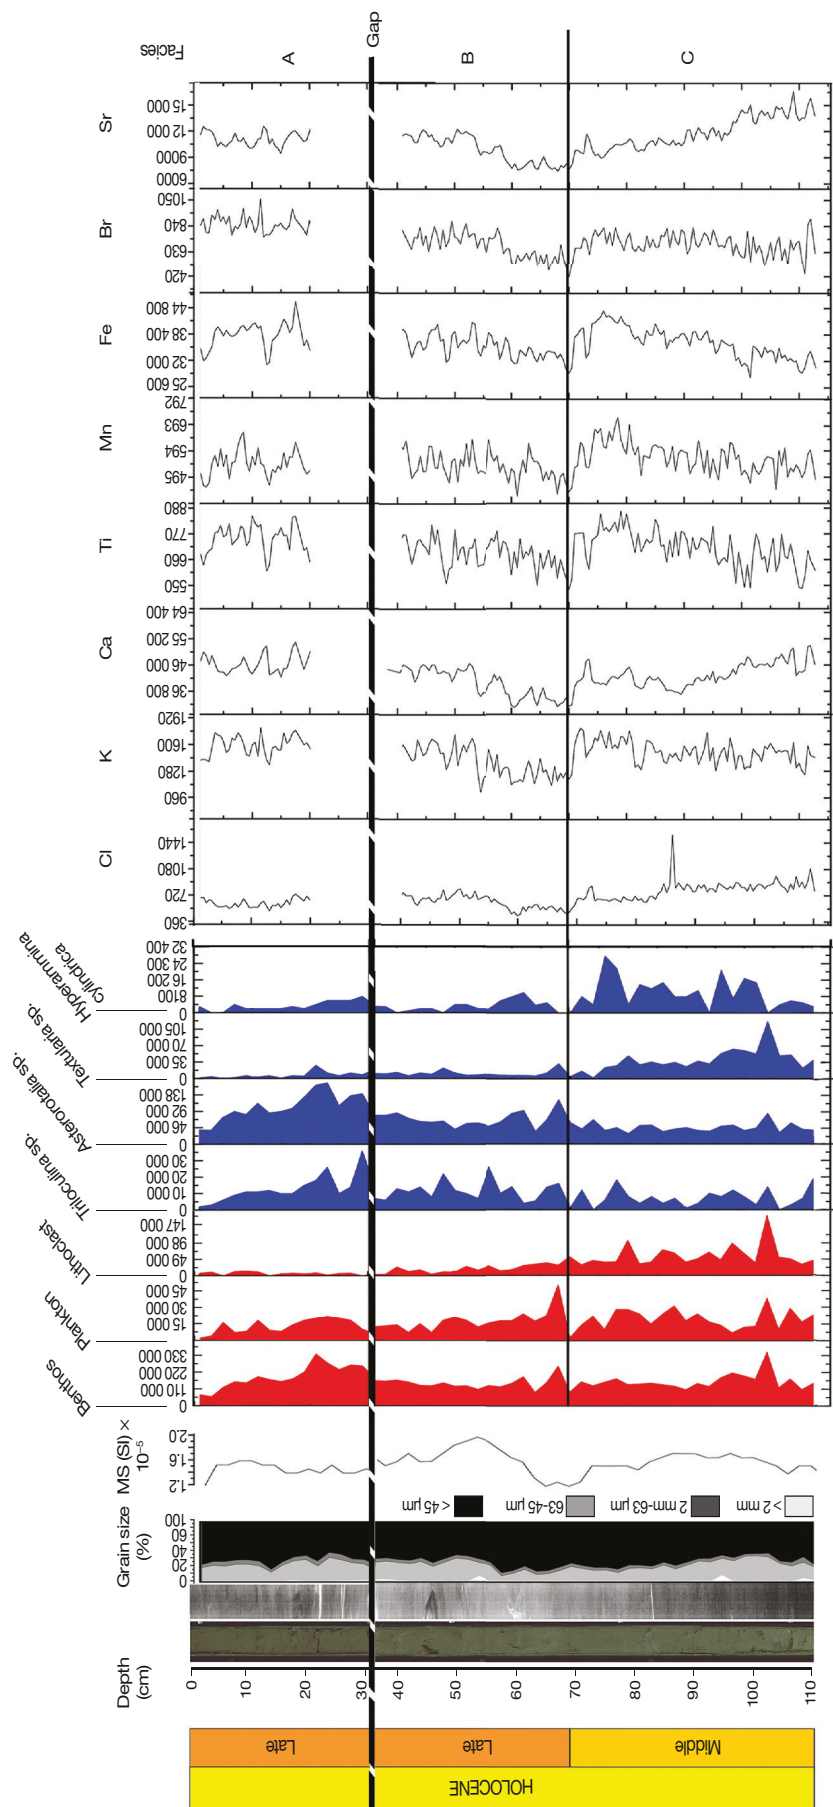 Facies
A
Gap
B
C
Sr
15 000
12 000
9000
6000
Br
1050
840
630
420
Fe
44 800
38 400
32 000
25 600
Mn
792
693
594
495
Ti
880
770
660
550
Ca
64 400
55 200
46 000
36 800
K
1920
1600
1280
960
Cl
1440
1080
720
360
Hyperammina
cylindrica
32 400
24 300
16 200
8100
0
Textularia sp.
105 000
70 000
35 000
0
Asterorotalia sp.
138 000
92 000
46 000
0
Triloculina sp.
30 000
20 000
10 000
0
Lithoclast
147 000
98 000
49 000
0
Plankton
45 000
30 000
15 000
0
Benthos
330 000
220 000
110 000
0
MS (SI) ×
10⁻⁵
2.0
1.6
1.2
> 2 mm
2 mm-63 µm
63-45 µm
< 45 µm
Grain size
(%)
100
80
60
40
20
0
Depth
(cm)
0
10
20
30
40
50
60
70
80
90
100
110
Late
Late
Middle
HOLOCENE